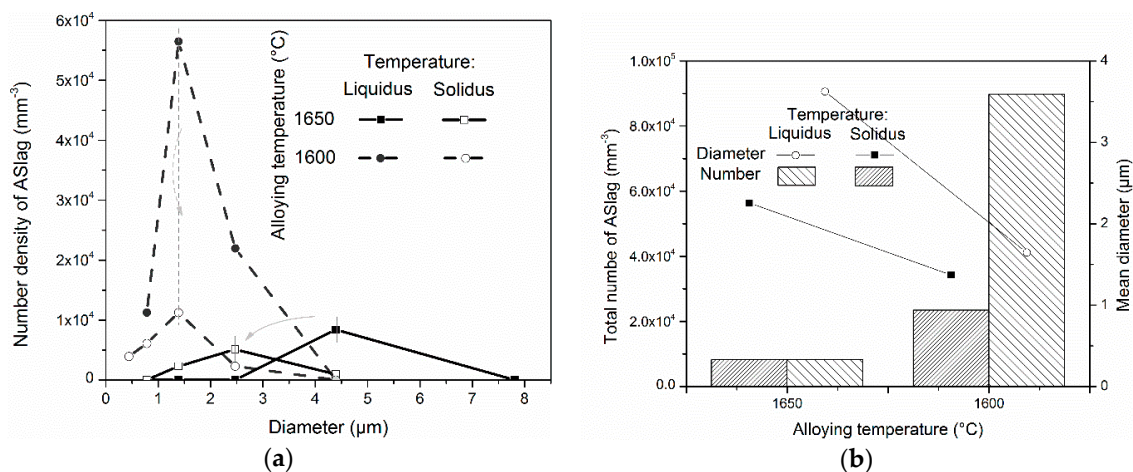 6x10⁴
5x10⁴
4x10⁴
3x10⁴
2x10⁴
1x10⁴
0
Number density of ASlag (mm⁻³)
Alloying temperature (°C)
Temperature:
Liquidus Solidus
1650
1600
0 1 2 3 4 5 6 7 8
Diameter (µm)
(a)
1.0x10⁵
8.0x10⁴
6.0x10⁴
4.0x10⁴
2.0x10⁴
0.0
Total numbe of ASlag (mm⁻³)
Temperature:
Liquidus Solidus
Diameter
Number
4
3
2
1
0
Mean diameter (µm)
1650 1600
Alloying temperature (°C)
(b)